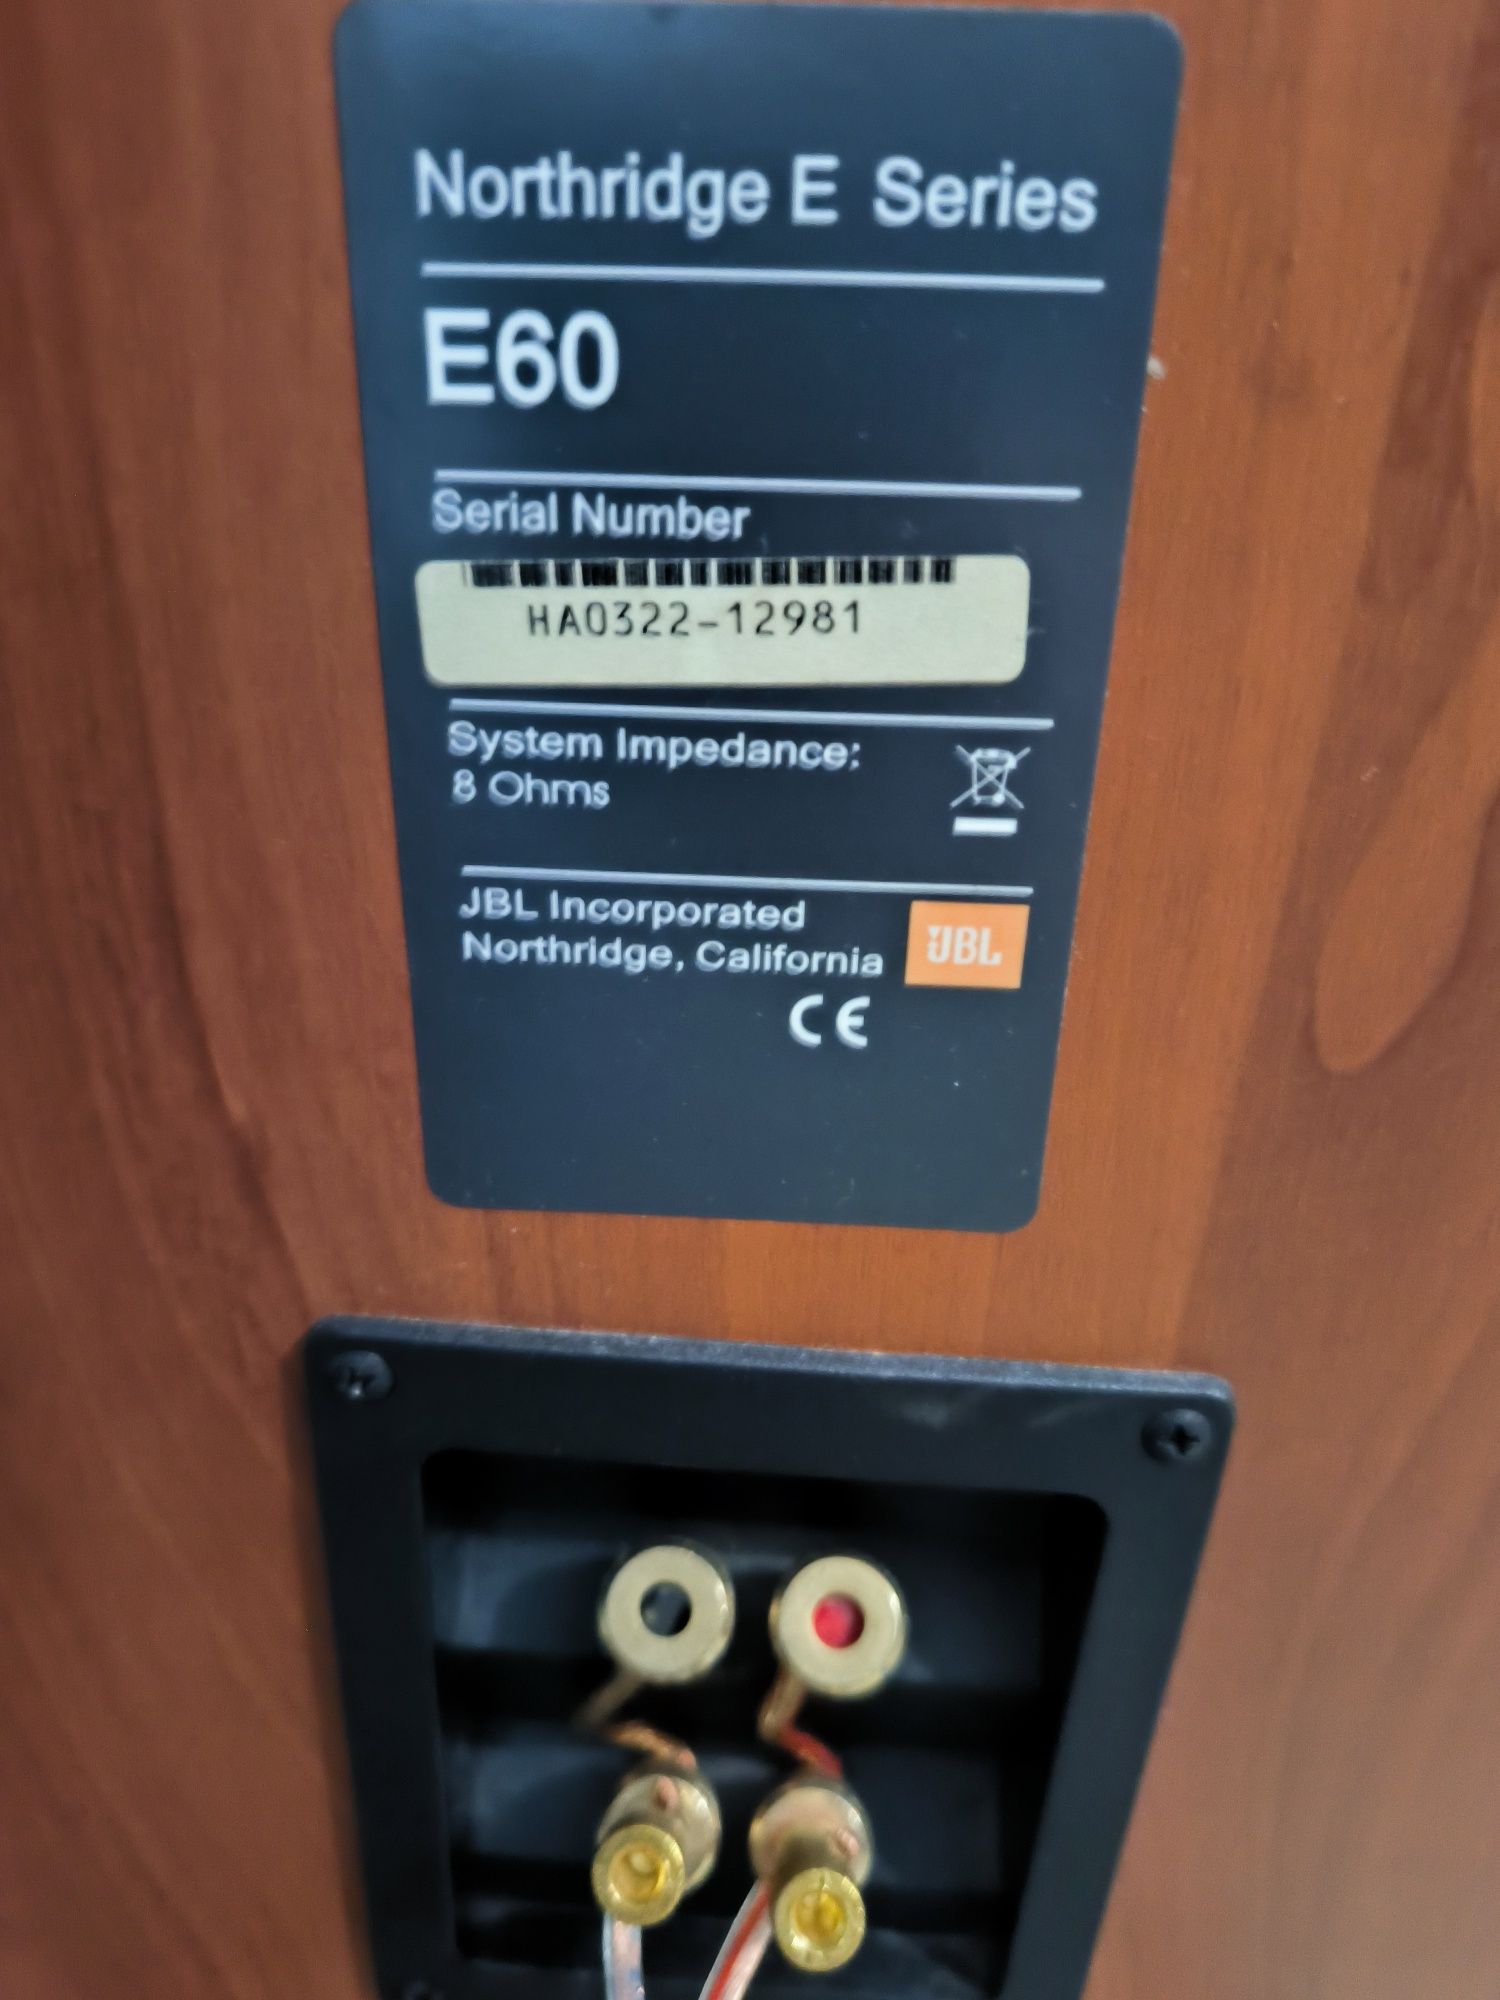 Northridge E Series
E60
Serial Number
HA0322-12981
System Impedance:
8 Ohms
JBL Incorporated
Northridge, California
JBL
CE